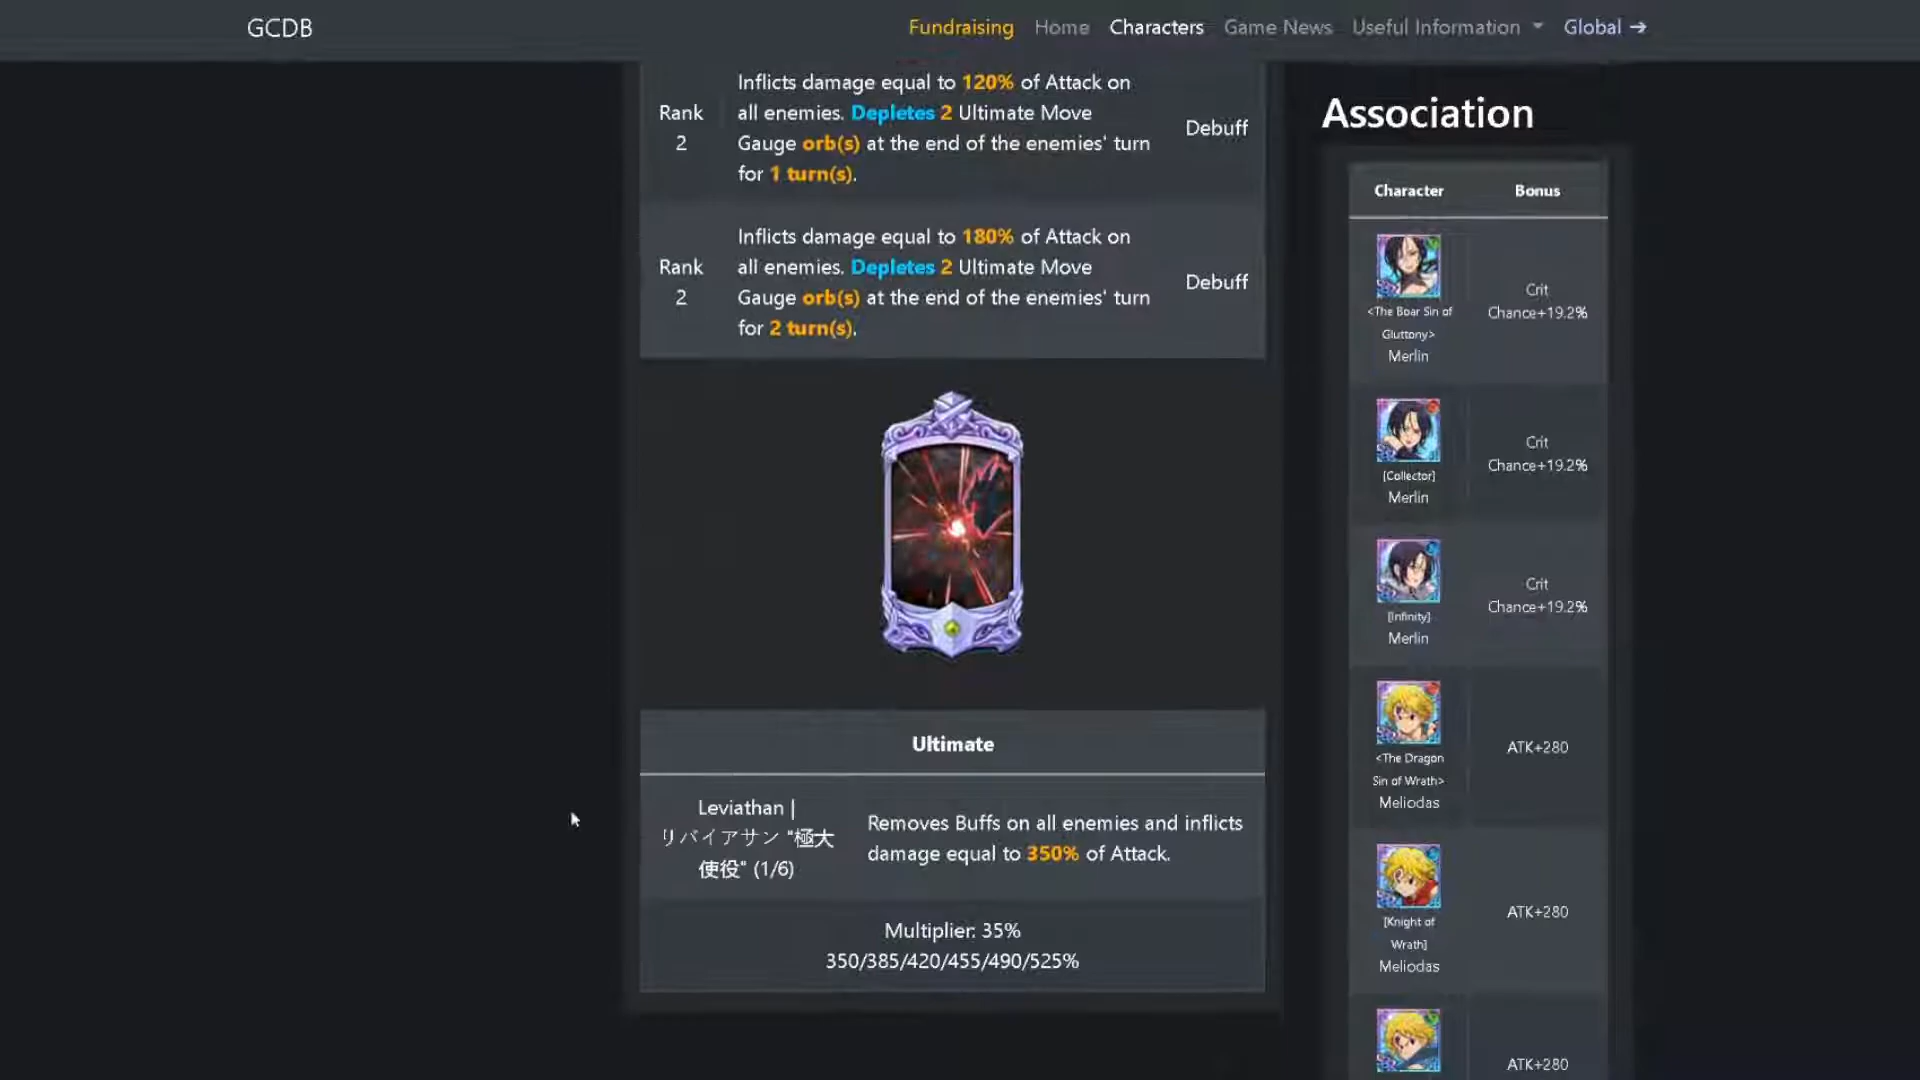 GCDB
Fundraising Home Characters Game News Useful Information Global →
Rank
2
Inflicts damage equal to 120% of Attack on
all enemies. Depletes 2 Ultimate Move
Gauge orb(s) at the end of the enemies' turn
for 1 turn(s).
Debuff
Rank
2
Inflicts damage equal to 180% of Attack on
all enemies. Depletes 2 Ultimate Move
Gauge orb(s) at the end of the enemies' turn
for 2 turn(s).
Debuff
Ultimate
Leviathan |
リバイアサン “極大
使役" (1/6)
Removes Buffs on all enemies and inflicts
damage equal to 350% of Attack.
Multiplier: 35%
350/385/420/455/490/525%
Association
Character Bonus
<The Boar Sin of
Gluttony>
Merlin
Crit
Chance+19.2%
[Collector]
Merlin
Crit
Chance+19.2%
[Infinity]
Merlin
Crit
Chance+19.2%
<The Dragon
Sin of Wrath>
Meliodas
ATK+280
[Knight of
Wrath]
Meliodas
ATK+280
ATK+280